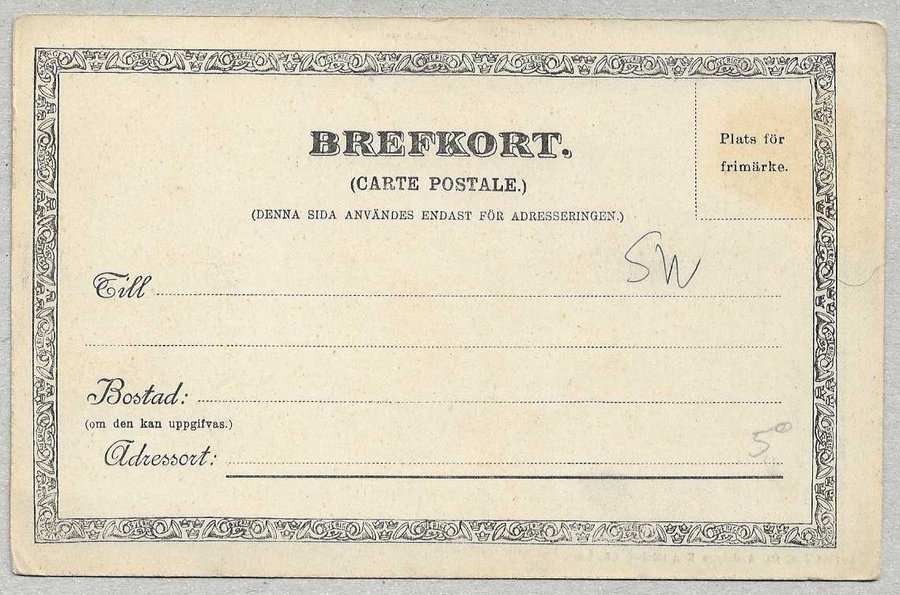 BREFKORT.
(CARTE POSTALE.)
(DENNA SIDA ANVÄNDES ENDAST FÖR ADRESSERINGEN.)
Plats för
frimärke.
SW
Till
Bostad:
(om den kan uppgifvas.)
Adressort:
5⁰